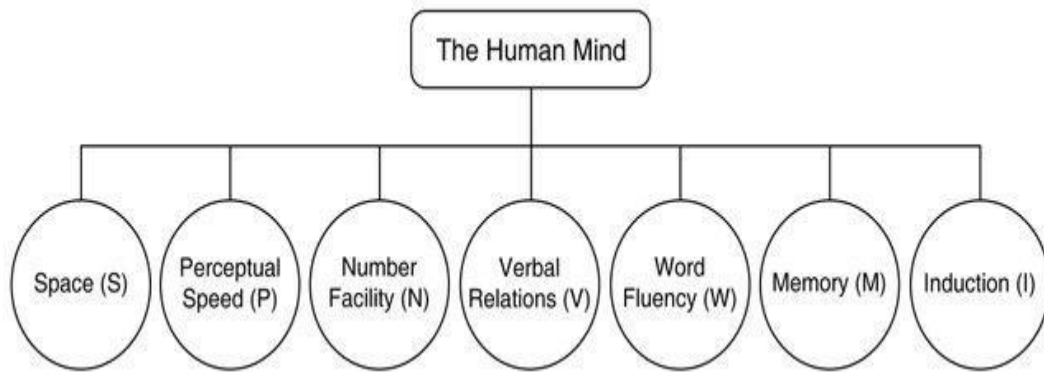 The Human Mind
Space (S)
Perceptual
Speed (P)
Number
Facility (N)
Verbal
Relations (V)
Word
Fluency (W)
Memory (M)
Induction (I)